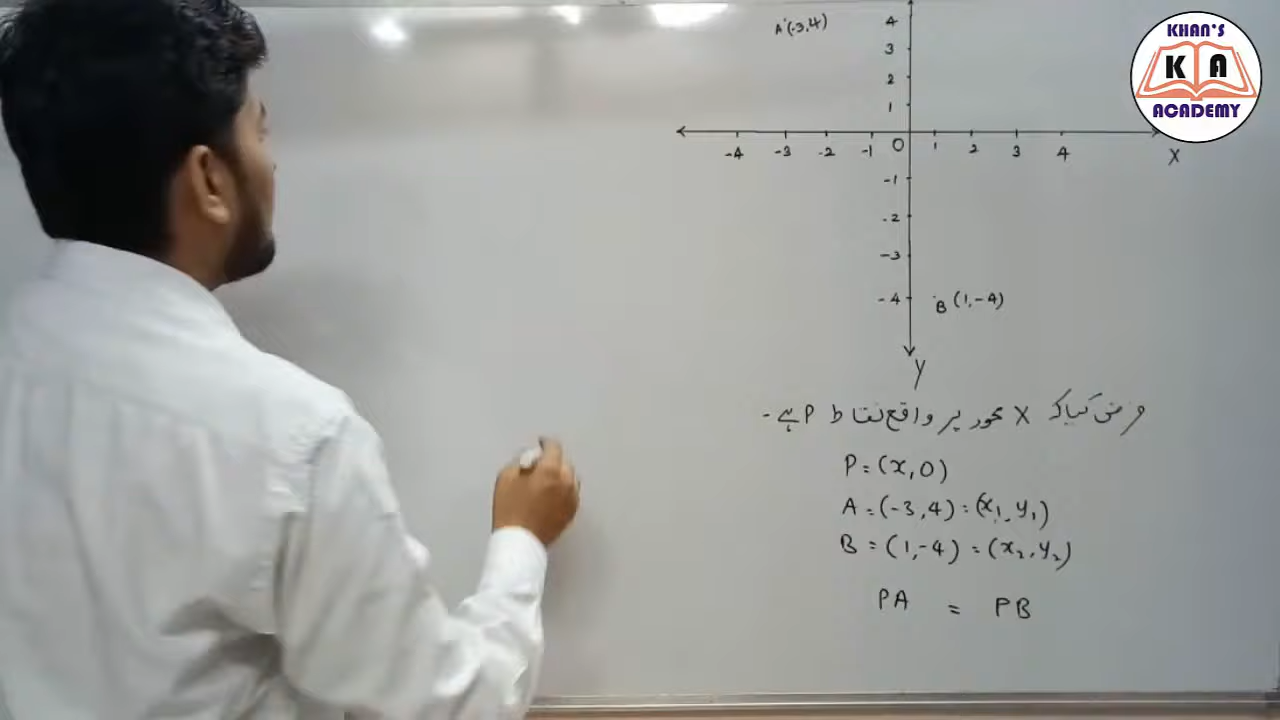 KHAN'S
K A
ACADEMY
A (-3,4)
4
3
2
1
-4 -3 -2 -1 0 1 2 3 4
X
-1
-2
-3
-4
B (1,-4)
Y
فرض کیا کہ X محور پر واقع نقاط P ہے۔
P = (x, 0)
A = (-3, 4) = (x₁, y₁)
B = (1, -4) = (x₂, y₂)
PA = PB